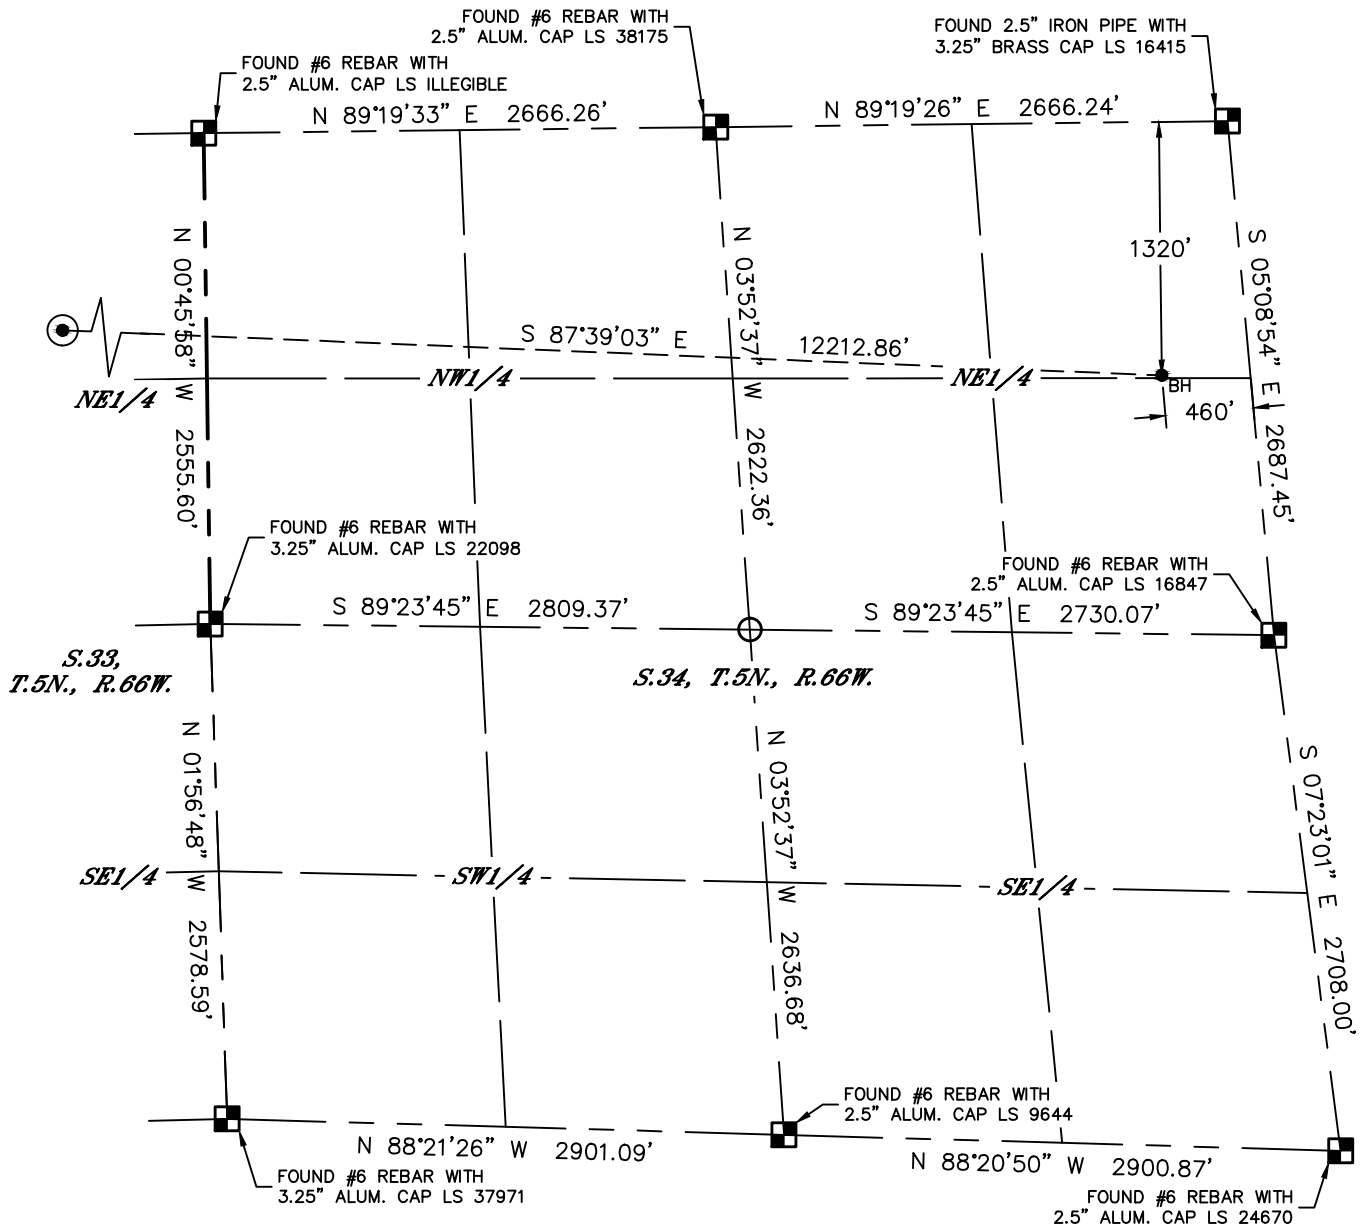 FOUND #6 REBAR WITH
2.5" ALUM. CAP LS 38175
FOUND 2.5" IRON PIPE WITH
3.25" BRASS CAP LS 16415
FOUND #6 REBAR WITH
2.5" ALUM. CAP LS ILLEGIBLE
N 89°19'33" E 2666.26'
N 89°19'26" E 2666.24'
N 00°45'58" W 2555.60'
N 03°52'37" W 2622.36'
1320'
S 05°08'54" E 2687.45'
S 87°39'03" E 12212.86'
NE1/4
NW1/4
NE1/4
BH
460'
FOUND #6 REBAR WITH
3.25" ALUM. CAP LS 22098
FOUND #6 REBAR WITH
2.5" ALUM. CAP LS 16847
S 89°23'45" E 2809.37'
S 89°23'45" E 2730.07'
S.33,
T.5N., R.66W.
S.34, T.5N., R.66W.
N 01°56'48" W 2578.59'
N 03°52'37" W 2636.68'
S 07°23'01" E 2708.00'
SE1/4
SW1/4
SE1/4
FOUND #6 REBAR WITH
2.5" ALUM. CAP LS 9644
N 88°21'26" W 2901.09'
N 88°20'50" W 2900.87'
FOUND #6 REBAR WITH
3.25" ALUM. CAP LS 37971
FOUND #6 REBAR WITH
2.5" ALUM. CAP LS 24670